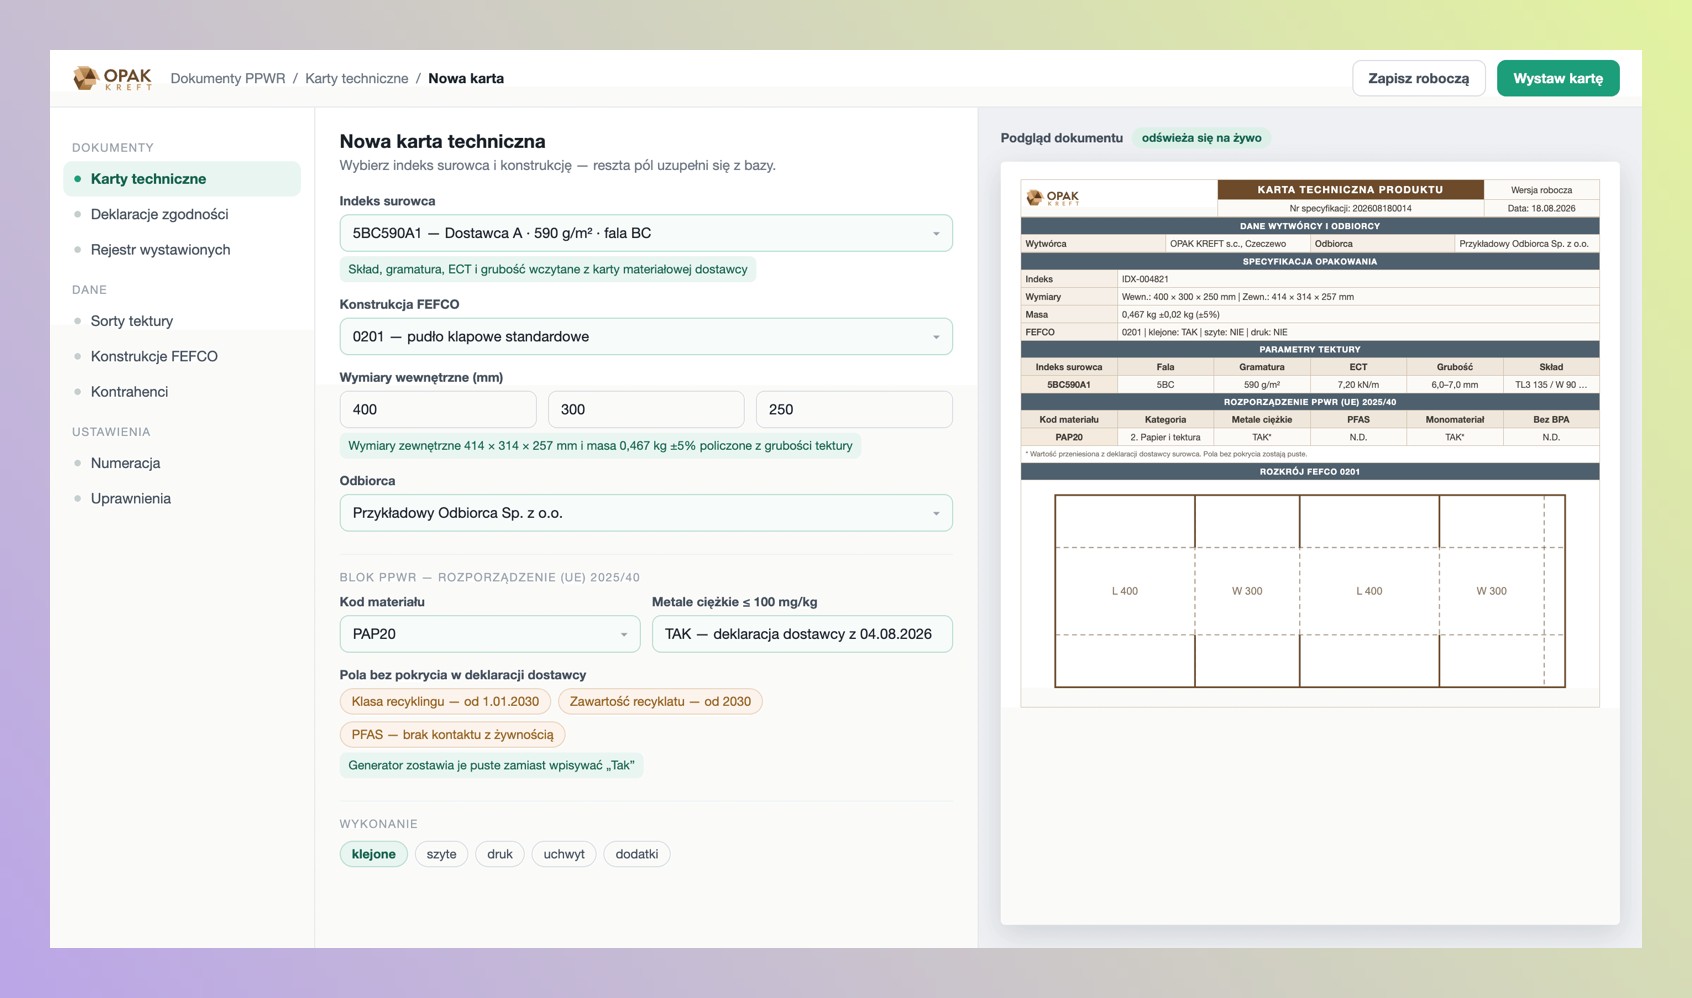 OPAK
KREFT
Dokumenty PPWR / Karty techniczne / Nowa karta
Zapisz roboczą
Wystaw kartę
DOKUMENTY
Karty techniczne
Deklaracje zgodności
Rejestr wystawionych
DANE
Sorty tektury
Konstrukcje FEFCO
Kontrahenci
USTAWIENIA
Numeracja
Uprawnienia
Nowa karta techniczna
Wybierz indeks surowca i konstrukcję — reszta pól uzupełni się z bazy.
Indeks surowca
5BC590A1 — Dostawca A · 590 g/m² · fala BC
Skład, gramatura, ECT i grubość wczytane z karty materiałowej dostawcy
Konstrukcja FEFCO
0201 — pudło klapowe standardowe
Wymiary wewnętrzne (mm)
400 300 250
Wymiary zewnętrzne 414 × 314 × 257 mm i masa 0,467 kg ±5% policzone z grubości tektury
Odbiorca
Przykładowy Odbiorca Sp. z o.o.
BLOK PPWR — ROZPORZĄDZENIE (UE) 2025/40
Kod materiału Metale ciężkie ≤ 100 mg/kg
PAP20 TAK — deklaracja dostawcy z 04.08.2026
Pola bez pokrycia w deklaracji dostawcy
Klasa recyklingu — od 1.01.2030 Zawartość recyklatu — od 2030
PFAS — brak kontaktu z żywnością
Generator zostawia je puste zamiast wpisywać „Tak”
WYKONANIE
klejone szyte druk uchwyt dodatki
Podgląd dokumentu odświeża się na żywo
OPAK
KREFT
KARTA TECHNICZNA PRODUKTU Wersja robocza
Nr specyfikacji: 202608180014 Data: 18.08.2026
DANE WYTWÓRCY I ODBIORCY
Wytwórca OPAK KREFT s.c., Czeczewo Odbiorca Przykładowy Odbiorca Sp. z o.o.
SPECYFIKACJA OPAKOWANIA
Indeks IDX-004821
Wymiary Wewn.: 400 × 300 × 250 mm | Zewn.: 414 × 314 × 257 mm
Masa 0,467 kg ±0,02 kg (±5%)
FEFCO 0201 | klejone: TAK | szyte: NIE | druk: NIE
PARAMETRY TEKTURY
Indeks surowca Fala Gramatura ECT Grubość Skład
5BC590A1 5BC 590 g/m² 7,20 kN/m 6,0–7,0 mm TL3 135 / W 90 ...
ROZPORZĄDZENIE PPWR (UE) 2025/40
Kod materiału Kategoria Metale ciężkie PFAS Monomateriał Bez BPA
PAP20 2. Papier i tektura TAK* N.D. TAK* N.D.
* Wartość przeniesiona z deklaracji dostawcy surowca. Pola bez pokrycia zostają puste.
ROZKRÓJ FEFCO 0201
L 400 W 300 L 400 W 300